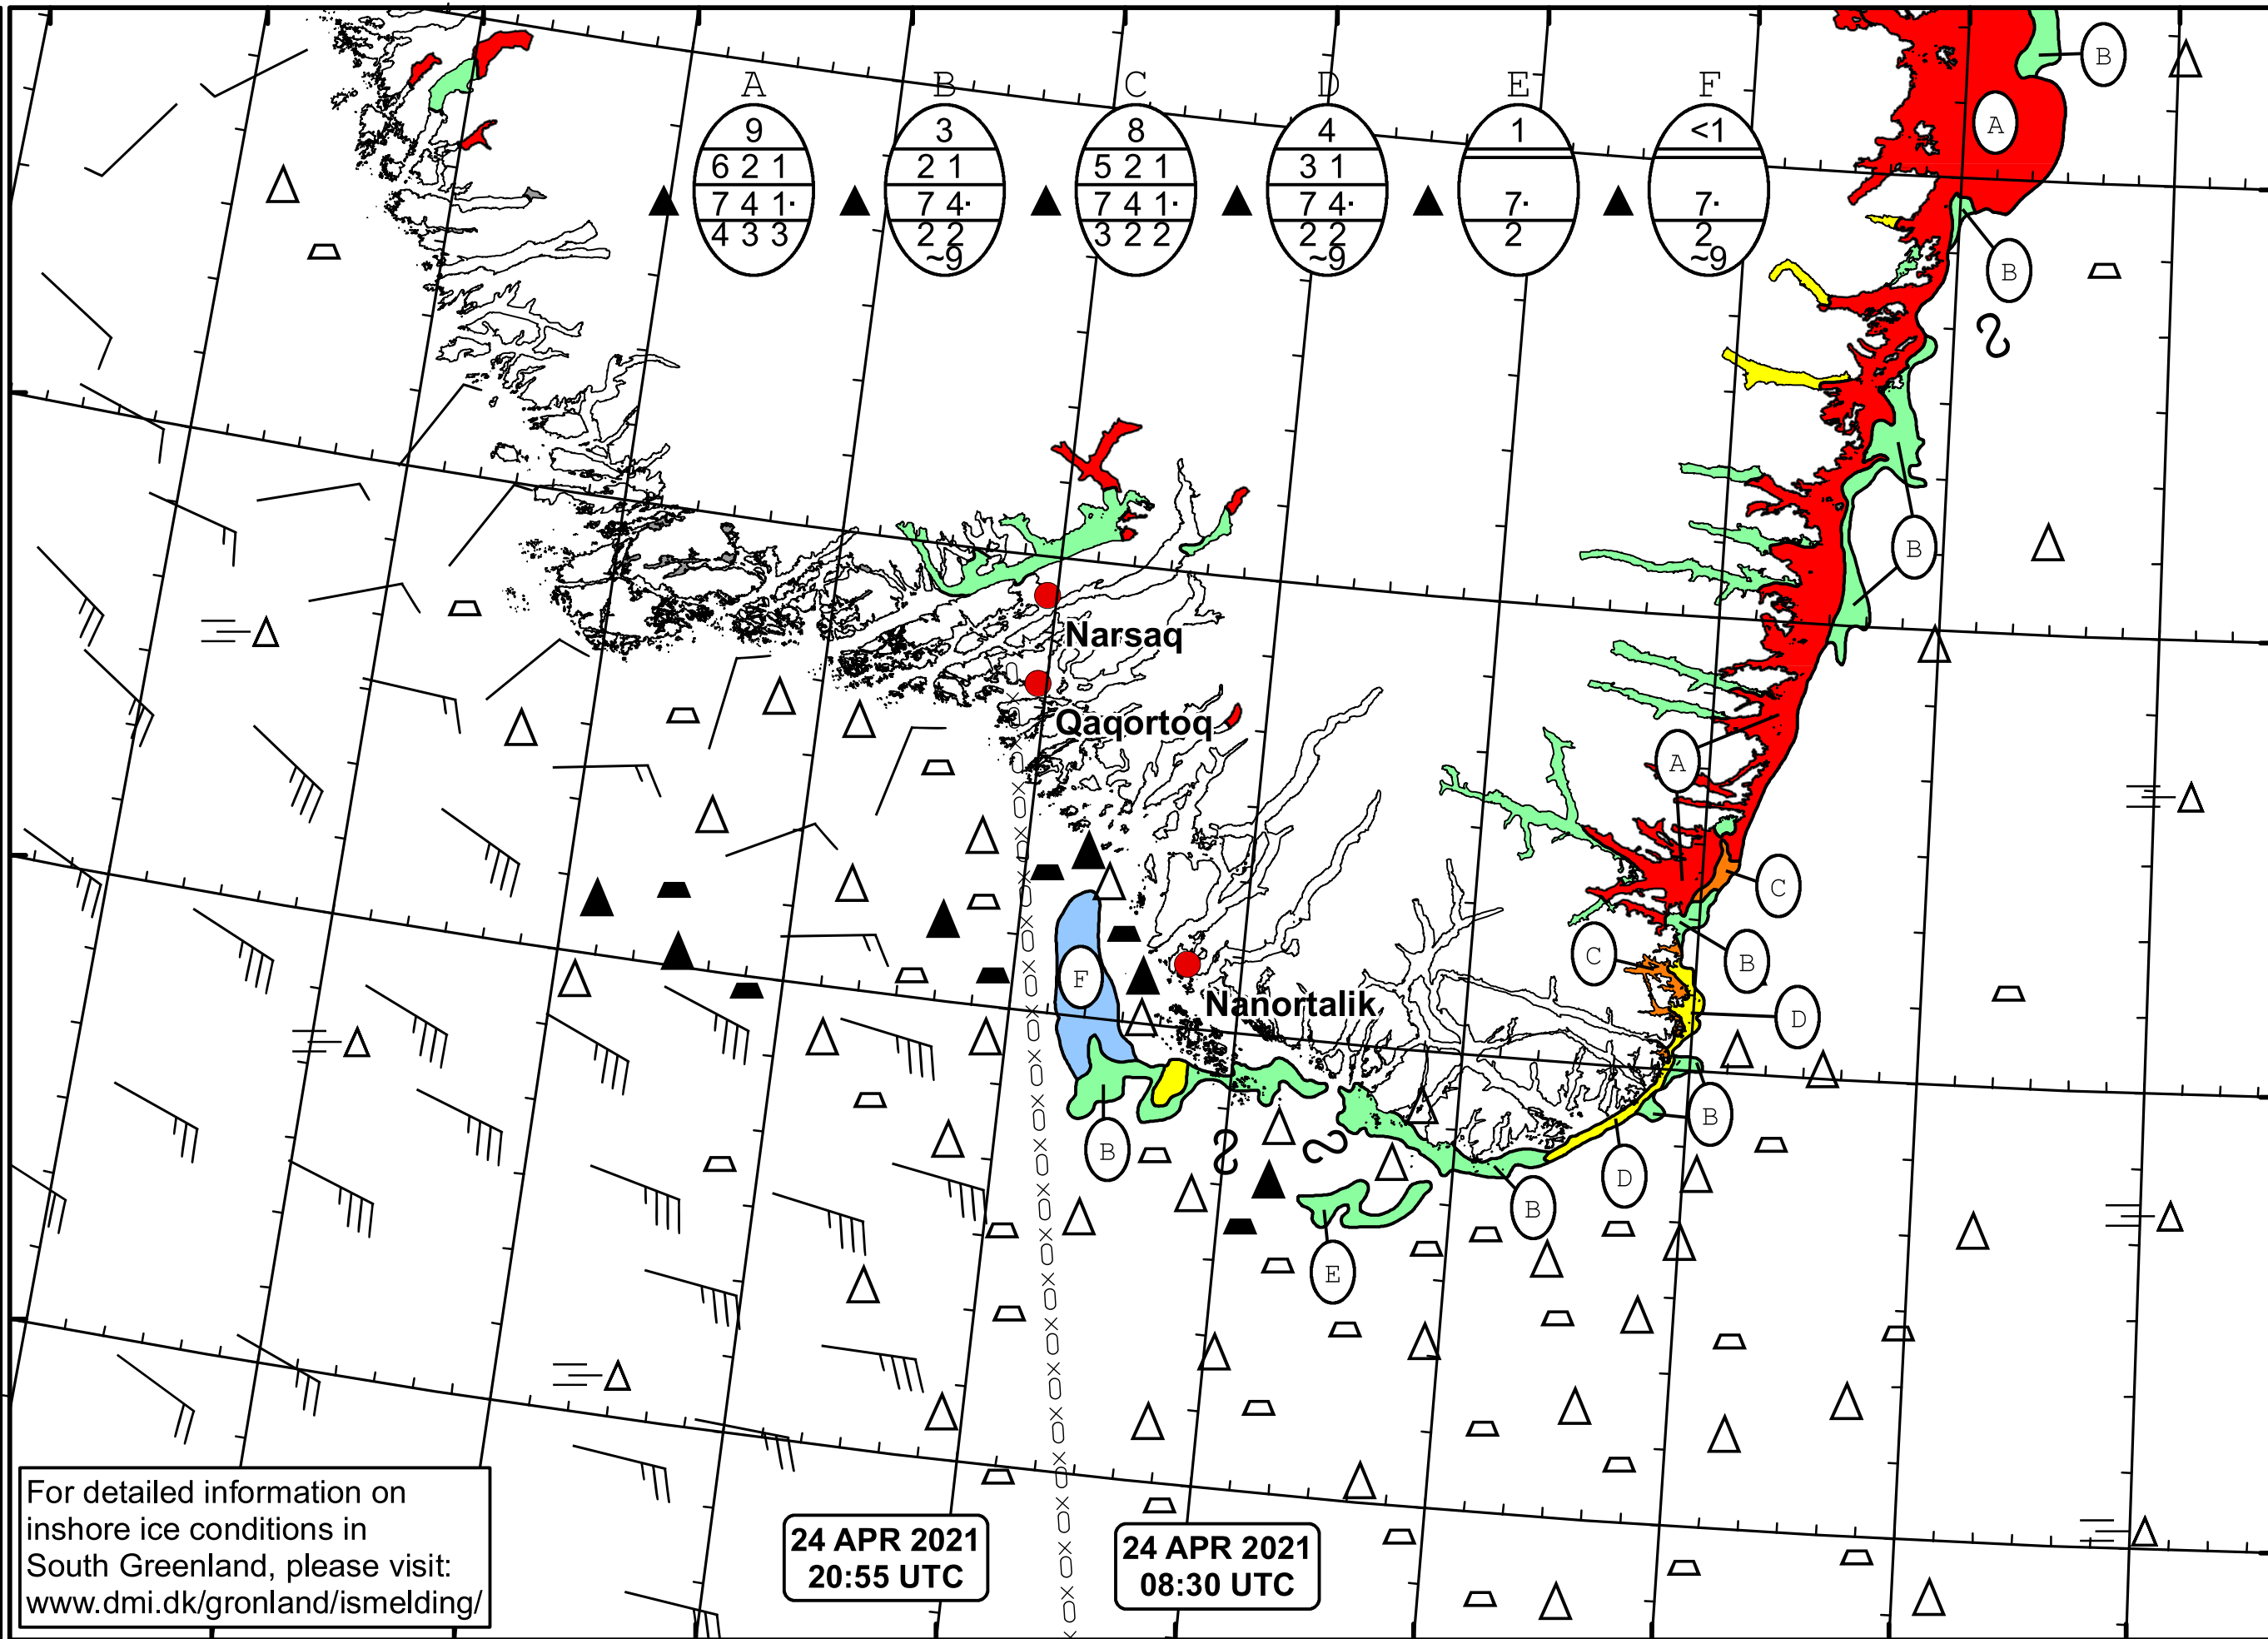 A B C D E F
9 3 8 4 1 <1
6 2 1 2 1 5 2 1 3 1
7 4 1· 7 4· 7 4 1· 7 4· 7· 7·
4 3 3 2 2 3 2 2 2 2 2 2
~9 ~9 ~9
B
A
B
B
Narsaq
Qaqortoq
A
C
C
B
F
Nanortalik
D
B
B
D
B
E
For detailed information on
inshore ice conditions in
South Greenland, please visit:
www.dmi.dk/gronland/ismelding/
24 APR 2021
20:55 UTC
24 APR 2021
08:30 UTC